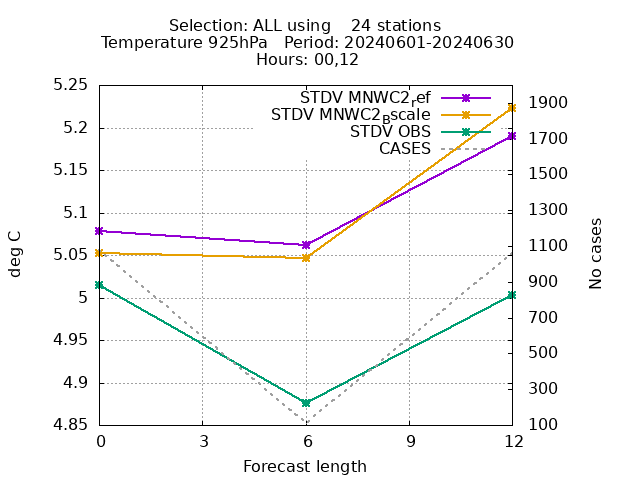 Selection: ALL using    24 stations
Temperature 925hPa   Period: 20240601-20240630
Hours: 00,12
STDV MNWC2_ref
STDV MNWC2_Bscale
STDV OBS
CASES
5.25
5.2
5.15
5.1
5.05
5
4.95
4.9
4.85
1900
1700
1500
1300
1100
900
700
500
300
100
deg C
No cases
0 3 6 9 12
Forecast length